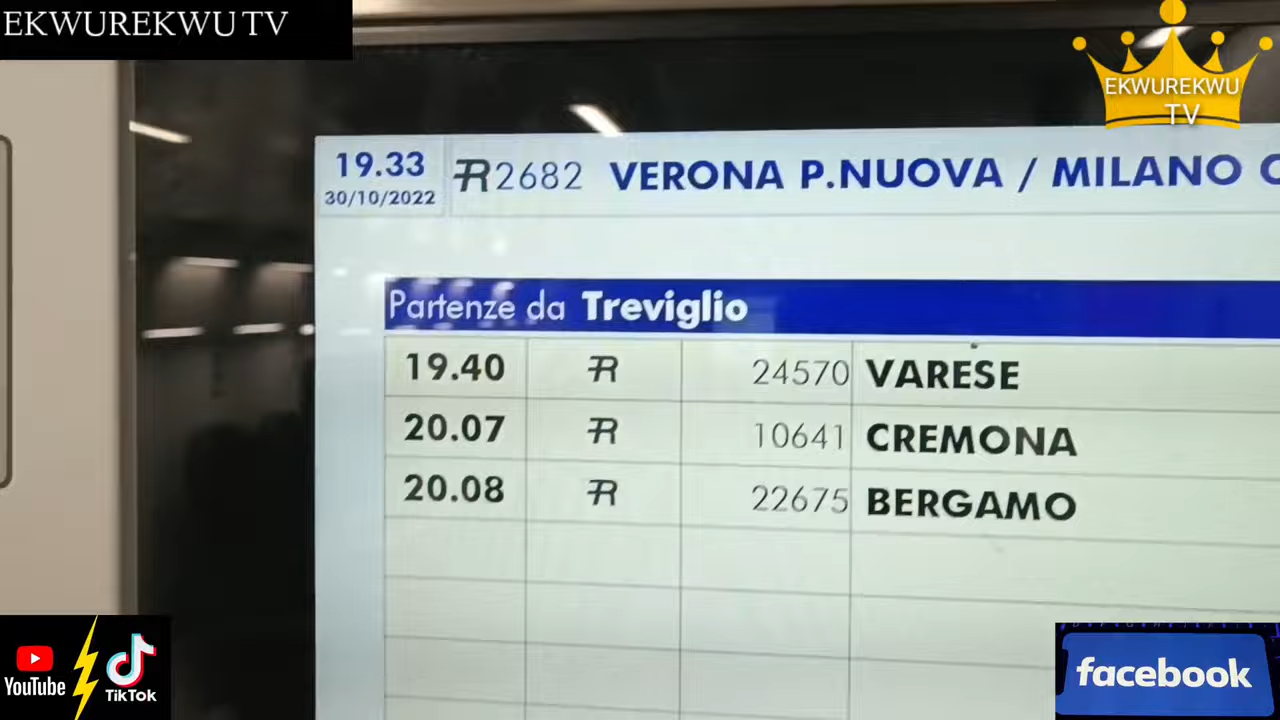 EKWUREKWU TV
EKWUREKWU
TV
19.33
30/10/2022
R 2682 VERONA P.NUOVA / MILANO
Partenze da Treviglio
19.40 R 24570 VARESE
20.07 R 10641 CREMONA
20.08 R 22675 BERGAMO
YouTube
TikTok
facebook